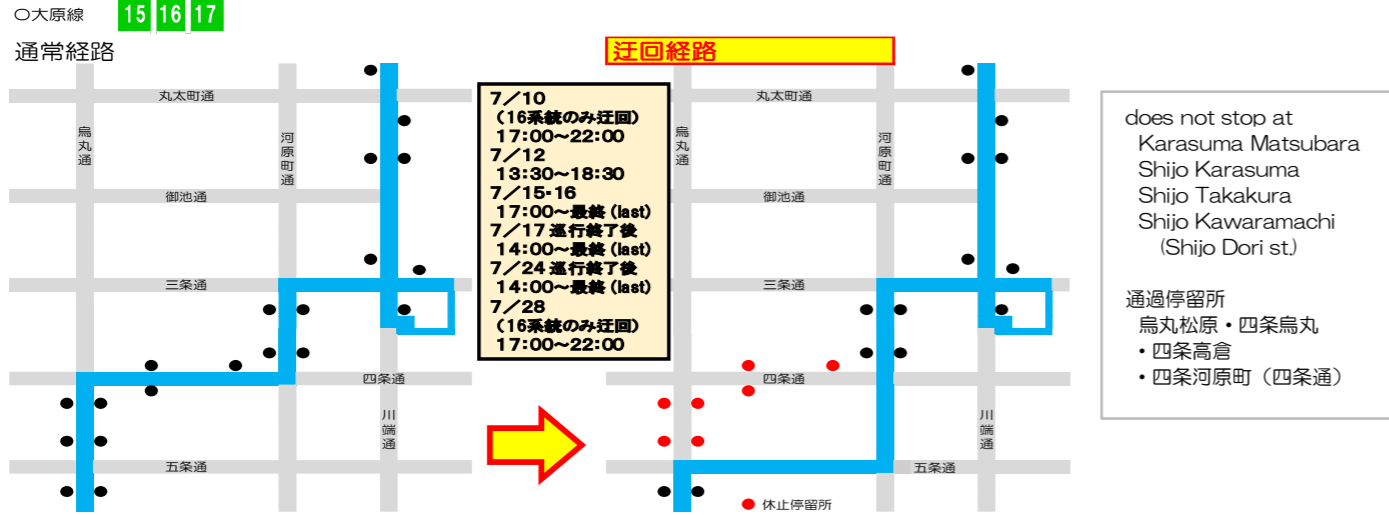 〇大原線 15 16 17
通常経路
丸太町通
烏丸通
河原町通
御池通
三条通
四条通
川端通
五条通
7/10
(16系統のみ迂回)
17:00~22:00
7/12
13:30~18:30
7/15・16
17:00~最終(last)
7/17 巡行終了後
14:00~最終(last)
7/24 巡行終了後
14:00~最終(last)
7/28
(16系統のみ迂回)
17:00~22:00
迂回経路
丸太町通
烏丸通
河原町通
御池通
三条通
四条通
川端通
五条通
休止停留所
does not stop at
Karasuma Matsubara
Shijo Karasuma
Shijo Takakura
Shijo Kawaramachi
(Shijo Dori st.)
通過停留所
烏丸松原・四条烏丸
・四条高倉
・四条河原町（四条通）